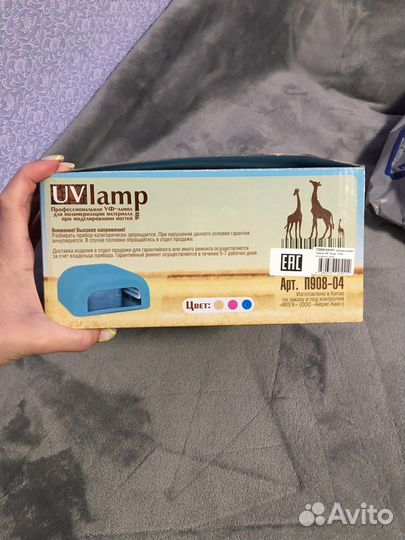 UVlamp
Профессиональная УФ-лампа
для полимеризации материала
при моделировании ногтей
Внимание! Высокое напряжение!
Разбирать прибор категорически запрещается. При нарушении данного условия гарантия
аннулируется. В случае поломки обращайтесь в отдел продажи.
Доставка изделия в отдел продажи для гарантийного или иного ремонта осуществляется
за счет владельца прибора. Гарантийный ремонт осуществляется в течение 5-7 рабочих дней.
EAC
Арт. П908-04
Изготовлено в Китае
по заказу и под контролем
«IRISK» (ООО «Айрис-Кей»)
Цвет:
Avito